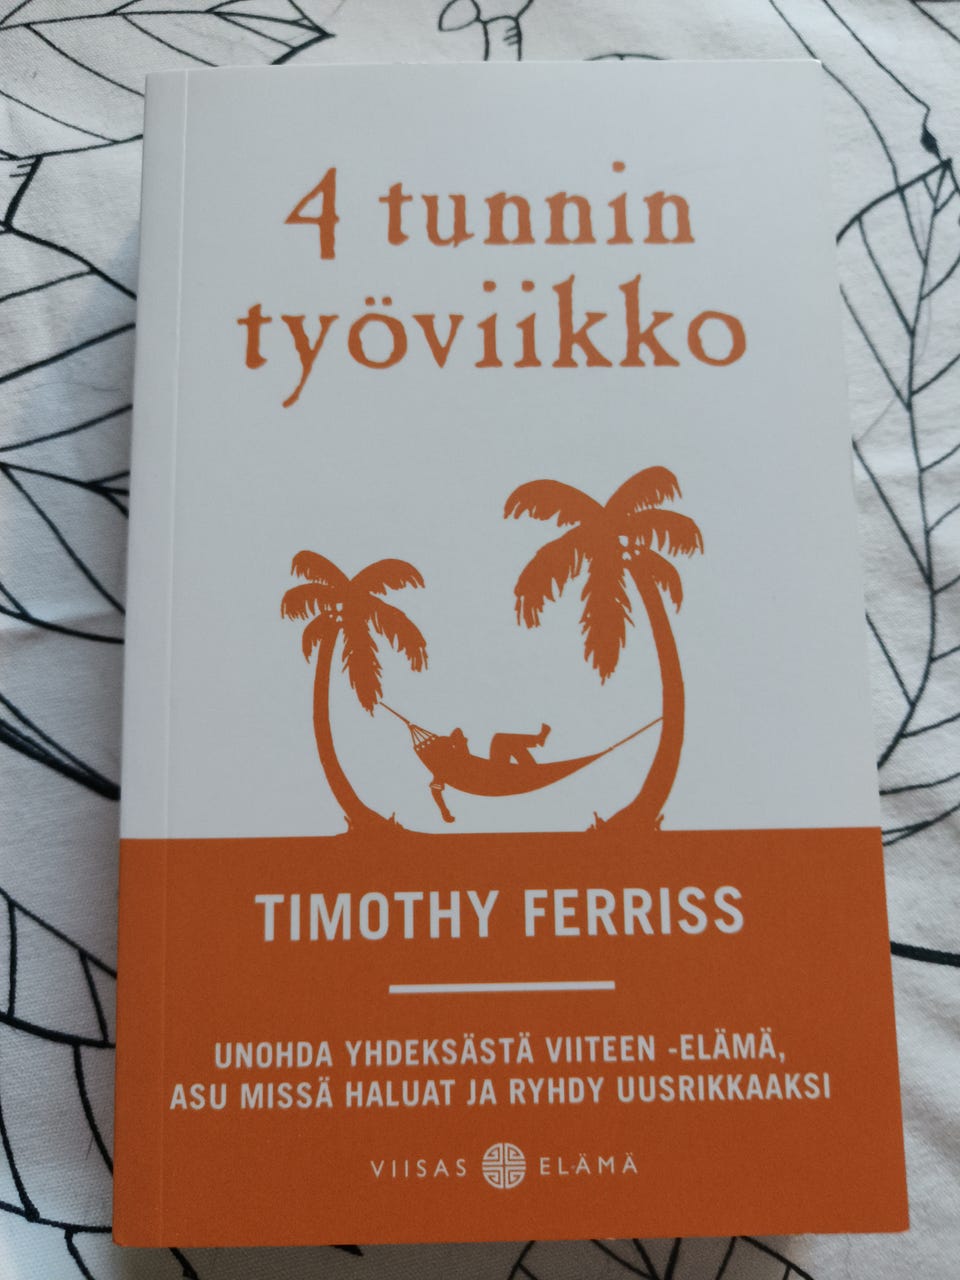 4 tunnin
työviikko
TIMOTHY FERRISS
UNOHDA YHDEKSÄSTÄ VIITEEN -ELÄMÄ,
ASU MISSÄ HALUAT JA RYHDY UUSRIKKAAKSI
VIISAS ELÄMÄ